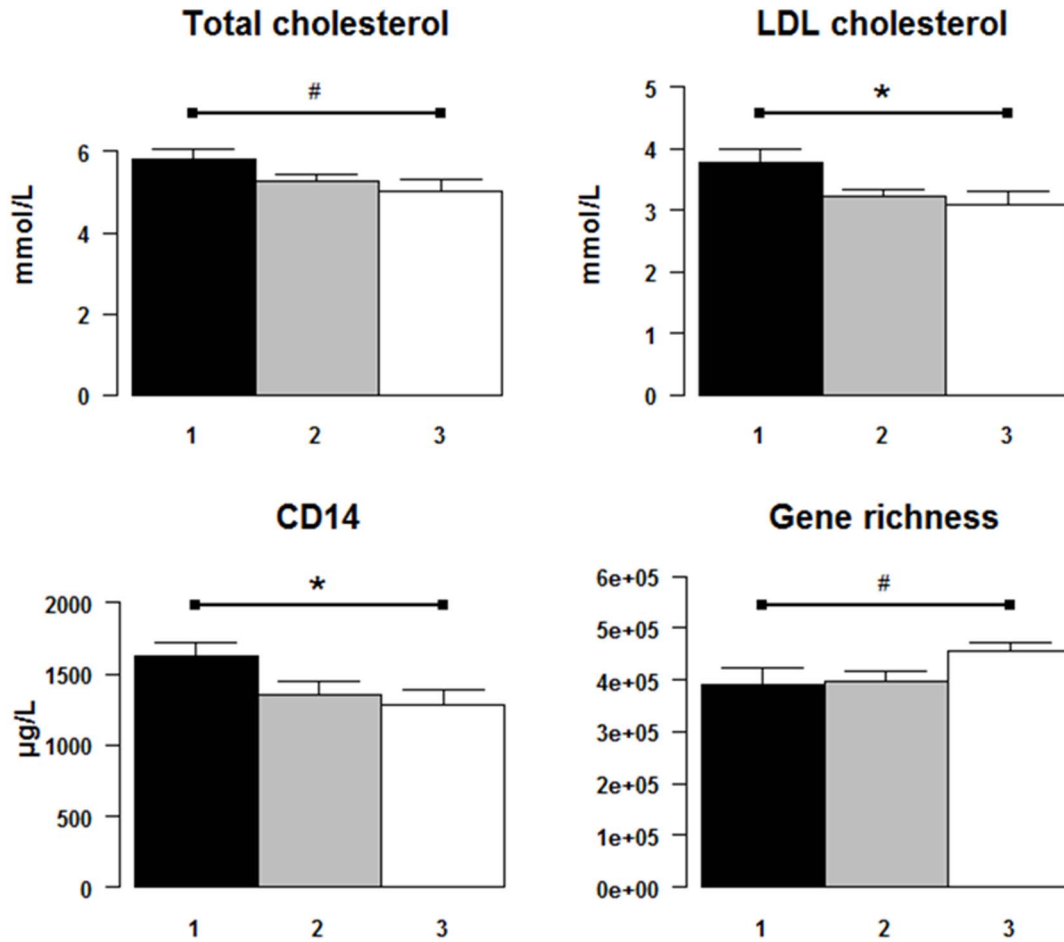 Total cholesterol
#
6
4
2
0
mmol/L
1 2 3
LDL cholesterol
*
5
4
3
2
1
0
mmol/L
1 2 3
CD14
*
2000
1500
1000
500
0
µg/L
1 2 3
Gene richness
#
6e+05
5e+05
4e+05
3e+05
2e+05
1e+05
0e+00
1 2 3